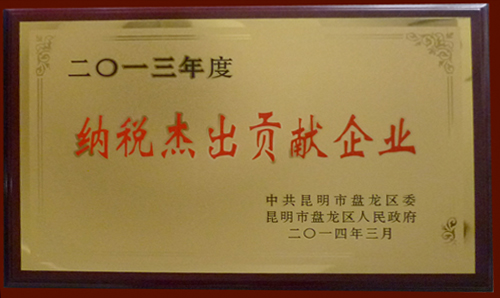 二〇一三年度
纳税杰出贡献企业
中共昆明市盘龙区委
昆明市盘龙区人民政府
二〇一四年三月